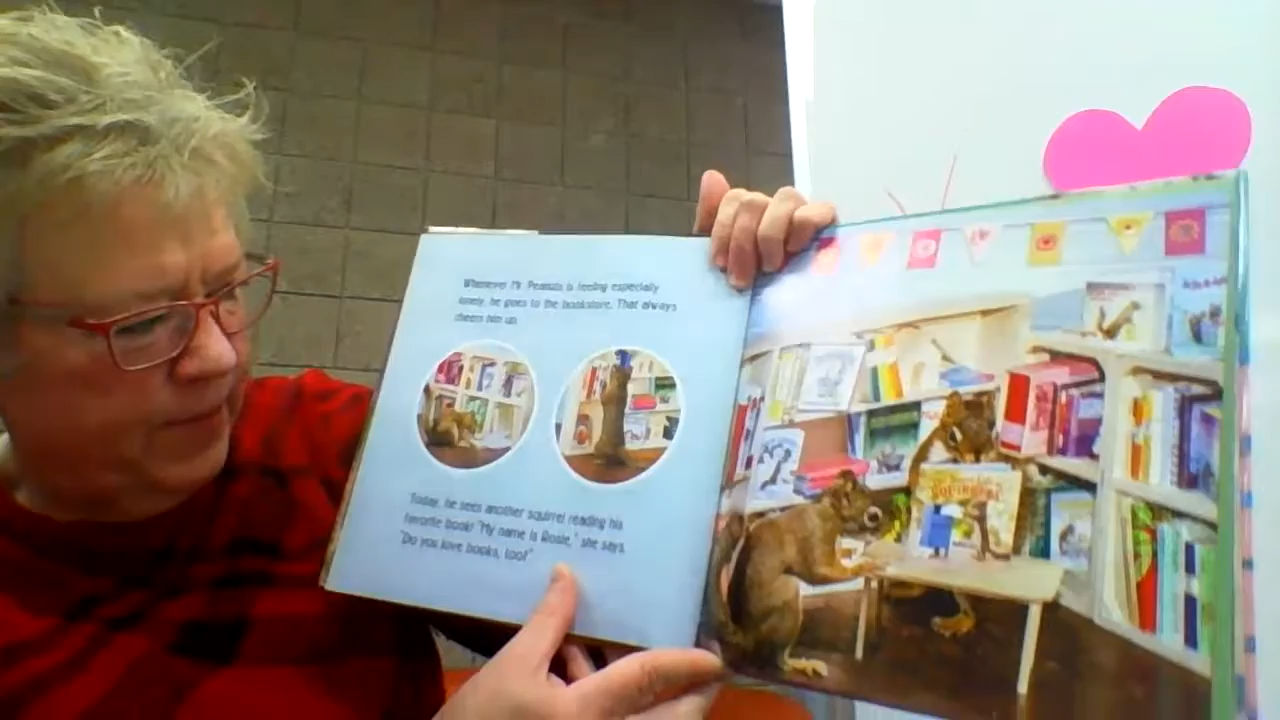 Whenever Mr. Peanuts is feeling especially
lonely, he goes to the bookstore. That always
cheers him up.
Today, he sees another squirrel reading his
favorite book! "My name is Rosie," she says.
"Do you love books, too?"
SQUIRRELS